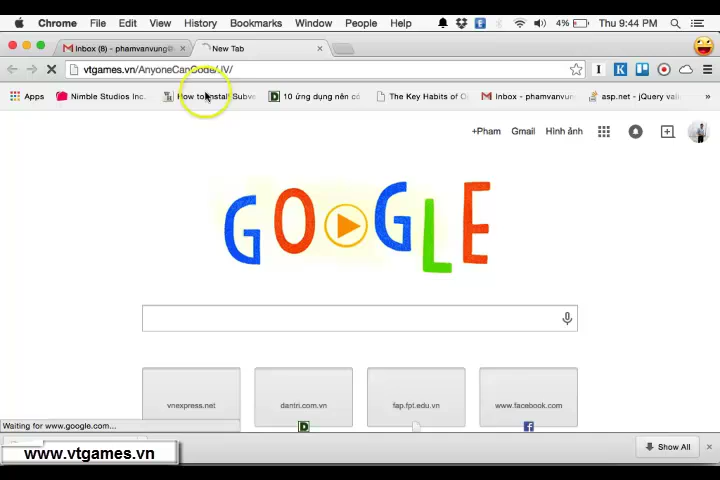 Chrome File Edit View History Bookmarks Window People Help 4% Thu 9:44 PM
Inbox (8) - phamvanvung@ New Tab
vtgames.vn/AnyoneCanCode/JV/
Apps Nimble Studios Inc. How to Install Subve 10 ứng dụng nên có The Key Habits of Ou Inbox - phamvanvung asp.net - jQuery vali
+Pham Gmail Hình ảnh
GOOGLE
vnexpress.net dantri.com.vn fap.fpt.edu.vn www.facebook.com
Waiting for www.google.com...
www.vtgames.vn
Show All